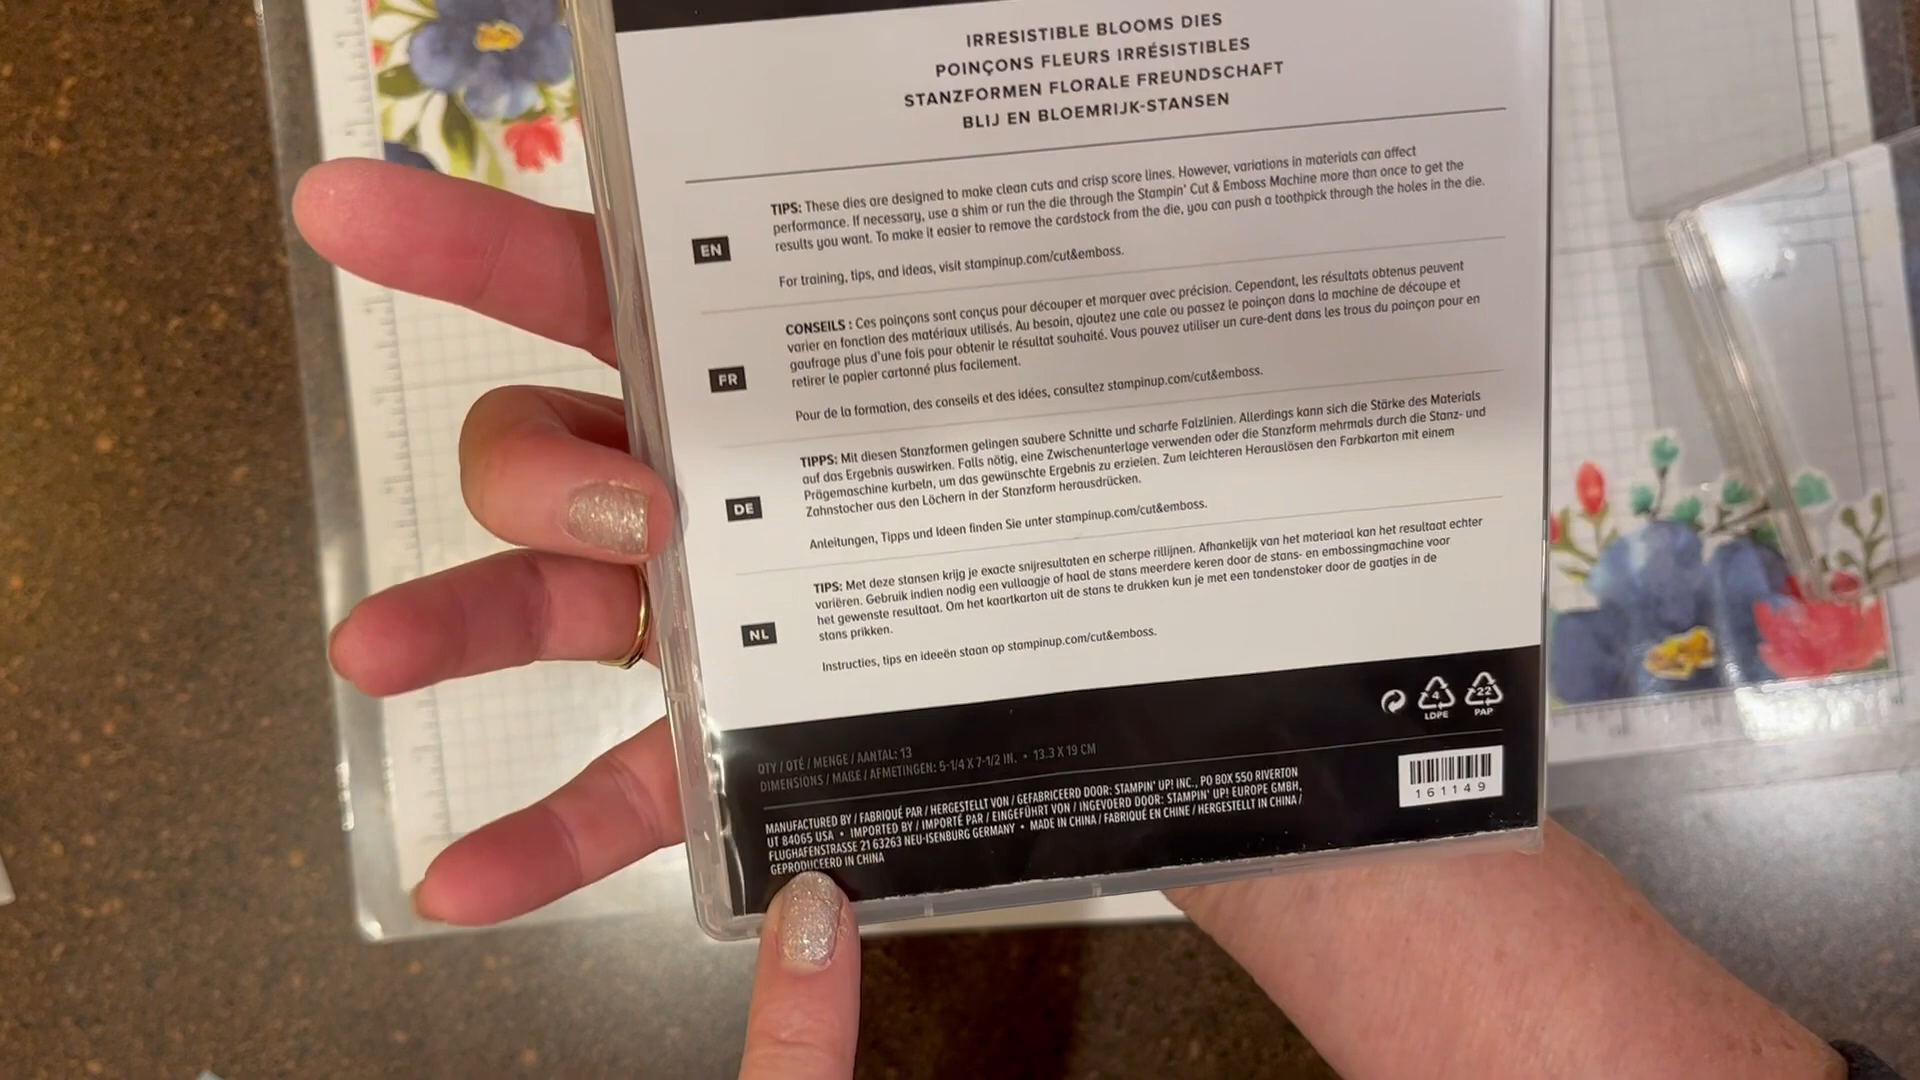 IRRESISTIBLE BLOOMS DIES
POINÇONS FLEURS IRRÉSISTIBLES
STANZFORMEN FLORALE FREUNDSCHAFT
BLIJ EN BLOEMRIJK-STANSEN
EN
TIPS: These dies are designed to make clean cuts and crisp score lines. However, variations in materials can affect
performance. If necessary, use a shim or run the die through the Stampin' Cut & Emboss Machine more than once to get the
results you want. To make it easier to remove the cardstock from the die, you can push a toothpick through the holes in the die.
For training, tips, and ideas, visit stampinup.com/cut&emboss.
FR
CONSEILS : Ces poinçons sont conçus pour découper et marquer avec précision. Cependant, les résultats obtenus peuvent
varier en fonction des matériaux utilisés. Au besoin, ajoutez une cale ou passez le poinçon dans la machine de découpe et
gaufrage plus d'une fois pour obtenir le résultat souhaité. Vous pouvez utiliser un cure-dent dans les trous du poinçon pour en
retirer le papier cartonné plus facilement.
Pour de la formation, des conseils et des idées, consultez stampinup.com/cut&emboss.
DE
TIPPS: Mit diesen Stanzformen gelingen saubere Schnitte und scharfe Falzlinien. Allerdings kann sich die Stärke des Materials
auf das Ergebnis auswirken. Falls nötig, eine Zwischenunterlage verwenden oder die Stanzform mehrmals durch die Stanz- und
Prägemaschine kurbeln, um das gewünschte Ergebnis zu erzielen. Zum leichteren Herauslösen den Farbkarton mit einem
Zahnstocher aus den Löchern in der Stanzform herausdrücken.
Anleitungen, Tipps und Ideen finden Sie unter stampinup.com/cut&emboss.
NL
TIPS: Met deze stansen krijg je exacte snijresultaten en scherpe rillijnen. Afhankelijk van het materiaal kan het resultaat echter
variëren. Gebruik indien nodig een vullaagje of haal de stans meerdere keren door de stans- en embossingmachine voor
het gewenste resultaat. Om het kaartkarton uit de stans te drukken kun je met een tandenstoker door de gaatjes in de
stans prikken.
Instructies, tips en ideeën staan op stampinup.com/cut&emboss.
4
LDPE
22
PAP
QTY / QTÉ / MENGE / AANTAL: 13
DIMENSIONS / MAßE / AFMETINGEN: 5-1/4 X 7-1/2 IN. • 13.3 X 19 CM
MANUFACTURED BY / FABRIQUÉ PAR / HERGESTELLT VON / GEFABRICEERD DOOR: STAMPIN' UP! INC., PO BOX 550 RIVERTON
UT 84065 USA • IMPORTED BY / IMPORTÉ PAR / EINGEFÜHRT VON / INGEVOERD DOOR: STAMPIN' UP! EUROPE GMBH,
FLUGHAFENSTRASSE 21 63263 NEU-ISENBURG GERMANY • MADE IN CHINA / FABRIQUÉ EN CHINE / HERGESTELLT IN CHINA /
GEPRODUCEERD IN CHINA
161149